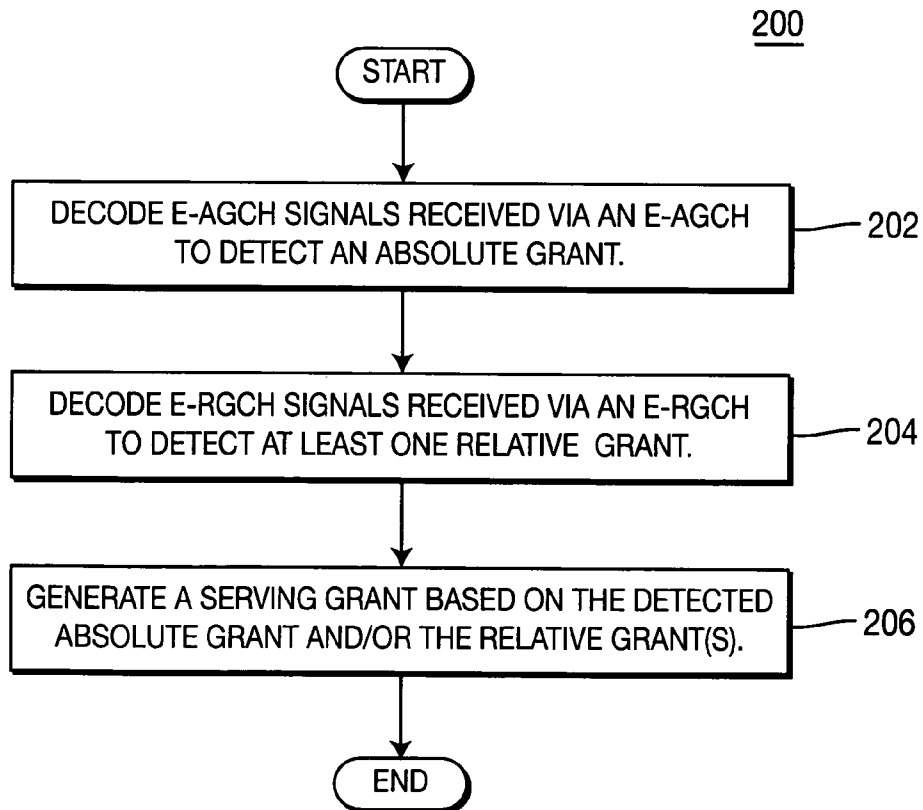 200
START
DECODE E-AGCH SIGNALS RECEIVED VIA AN E-AGCH
TO DETECT AN ABSOLUTE GRANT.
202
DECODE E-RGCH SIGNALS RECEIVED VIA AN E-RGCH
TO DETECT AT LEAST ONE RELATIVE GRANT.
204
GENERATE A SERVING GRANT BASED ON THE DETECTED
ABSOLUTE GRANT AND/OR THE RELATIVE GRANT(S).
206
END